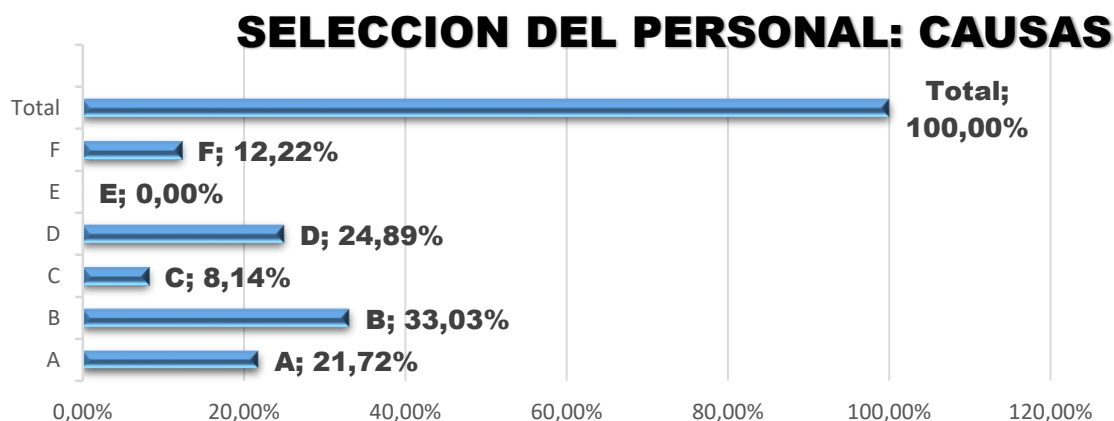 SELECCION DEL PERSONAL: CAUSAS
Total
Total;
100,00%
F
F; 12,22%
E
E; 0,00%
D
D; 24,89%
C
C; 8,14%
B
B; 33,03%
A
A; 21,72%
0,00% 20,00% 40,00% 60,00% 80,00% 100,00% 120,00%